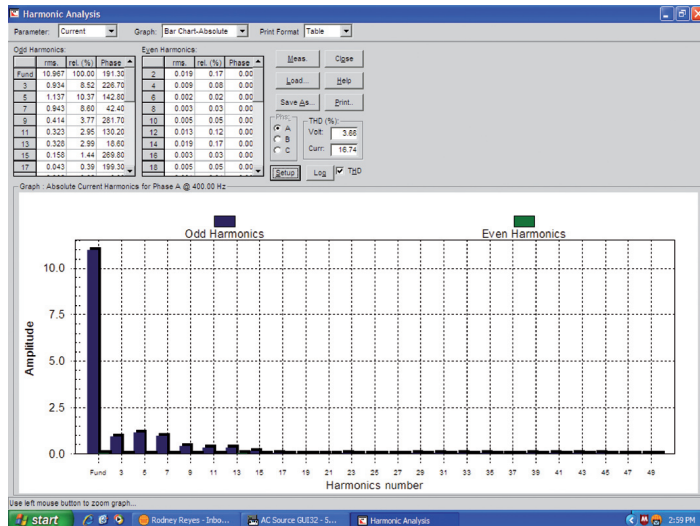 Harmonic Analysis
Parameter: Current Graph: Bar Chart-Absolute Print Format Table
Odd Harmonics: Even Harmonics:
rms. rel. (%) Phase rms. rel. (%) Phase
Fund 10.967 100.00 191.30 2 0.019 0.17 0.00
3 0.934 8.52 226.70 4 0.009 0.08 0.00
5 1.137 10.37 142.80 6 0.002 0.02 0.00
7 0.943 8.60 42.40 8 0.003 0.03 0.00
9 0.414 3.77 281.70 10 0.005 0.05 0.00
11 0.323 2.95 130.20 12 0.013 0.12 0.00
13 0.328 2.99 18.60 14 0.019 0.17 0.00
15 0.158 1.44 269.80 16 0.003 0.03 0.00
17 0.043 0.39 199.30 18 0.005 0.05 0.00
Meas. Close
Load... Help
Save As... Print..
A
B
C
THD (%):
Volt: 3.66
Curr: 16.74
Setup Log THD
Graph : Absolute Current Harmonics for Phase A @ 400.00 Hz
Odd Harmonics Even Harmonics
Amplitude
10.0
7.5
5.0
2.5
0.0
Fund 3 5 7 9 11 13 15 17 19 21 23 25 27 29 31 33 35 37 39 41 43 45 47 49
Harmonics number
Use left mouse button to zoom graph...
start Rodney Reyes - Inbo... AC Source GUI32 - S... Harmonic Analysis 2:59 PM